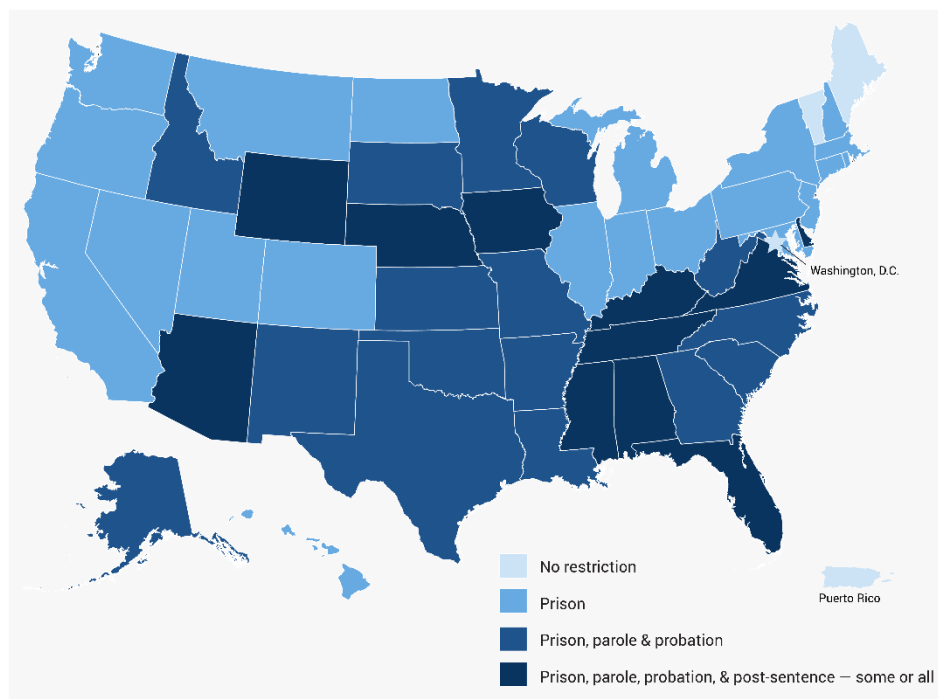 Washington, D.C.
No restriction
Prison
Puerto Rico
Prison, parole & probation
Prison, parole, probation, & post-sentence — some or all